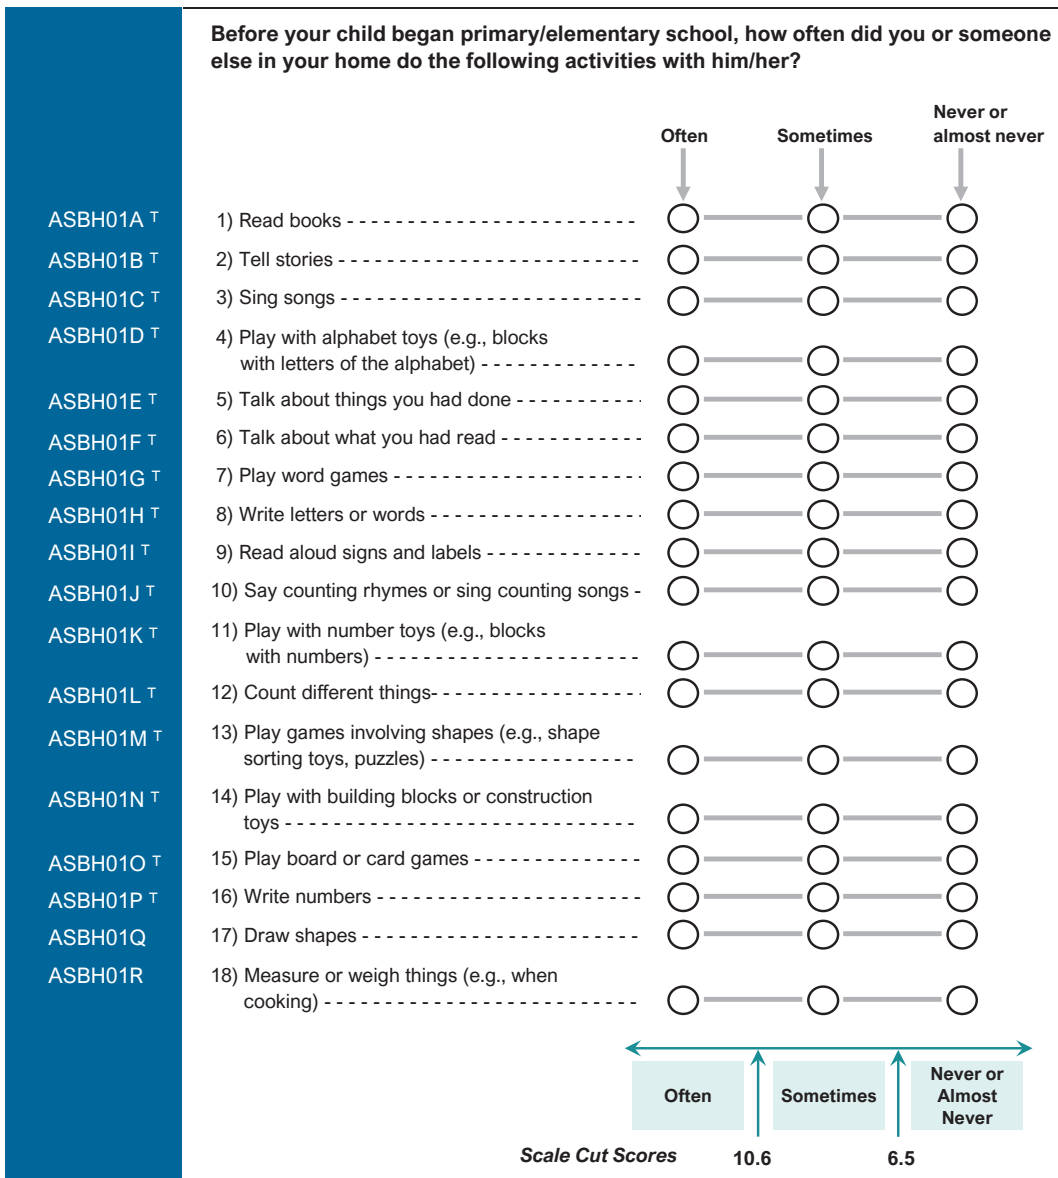 Before your child began primary/elementary school, how often did you or someone
else in your home do the following activities with him/her?
Never or
Often Sometimes almost never
ASBH01A ᵀ 1) Read books - - - - - - - - - - - - - - - - - - - - - - - -
ASBH01B ᵀ 2) Tell stories - - - - - - - - - - - - - - - - - - - - - - - - -
ASBH01C ᵀ 3) Sing songs - - - - - - - - - - - - - - - - - - - - - - - - -
ASBH01D ᵀ 4) Play with alphabet toys (e.g., blocks
with letters of the alphabet) - - - - - - - - - - - - -
ASBH01E ᵀ 5) Talk about things you had done - - - - - - - - - - -
ASBH01F ᵀ 6) Talk about what you had read - - - - - - - - - - - -
ASBH01G ᵀ 7) Play word games - - - - - - - - - - - - - - - - - - - - -
ASBH01H ᵀ 8) Write letters or words - - - - - - - - - - - - - - - - - -
ASBH01I ᵀ 9) Read aloud signs and labels - - - - - - - - - - - - -
ASBH01J ᵀ 10) Say counting rhymes or sing counting songs -
ASBH01K ᵀ 11) Play with number toys (e.g., blocks
with numbers) - - - - - - - - - - - - - - - - - - - - - -
ASBH01L ᵀ 12) Count different things- - - - - - - - - - - - - - - - - -
ASBH01M ᵀ 13) Play games involving shapes (e.g., shape
sorting toys, puzzles) - - - - - - - - - - - - - - - - -
ASBH01N ᵀ 14) Play with building blocks or construction
toys - - - - - - - - - - - - - - - - - - - - - - - - - - - - -
ASBH01O ᵀ 15) Play board or card games - - - - - - - - - - - - - -
ASBH01P ᵀ 16) Write numbers - - - - - - - - - - - - - - - - - - - - - -
ASBH01Q 17) Draw shapes - - - - - - - - - - - - - - - - - - - - - - -
ASBH01R 18) Measure or weigh things (e.g., when
cooking) - - - - - - - - - - - - - - - - - - - - - - - - - -
Never or
Often Sometimes Almost
Never
Scale Cut Scores 10.6 6.5